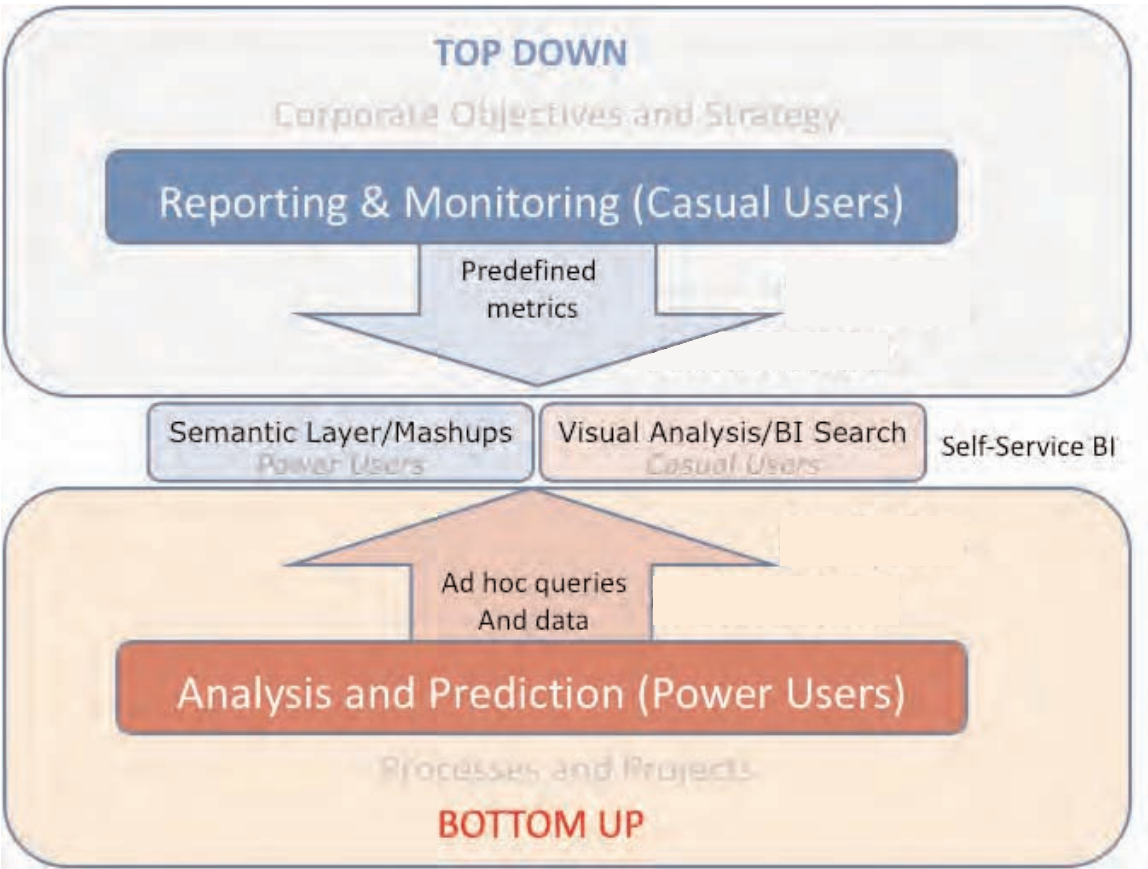 TOP DOWN
Corporate Objectives and Strategy
Reporting & Monitoring (Casual Users)
Predefined
metrics
Semantic Layer/Mashups
Power Users
Visual Analysis/BI Search
Casual Users
Self-Service BI
Ad hoc queries
And data
Analysis and Prediction (Power Users)
Processes and Projects
BOTTOM UP